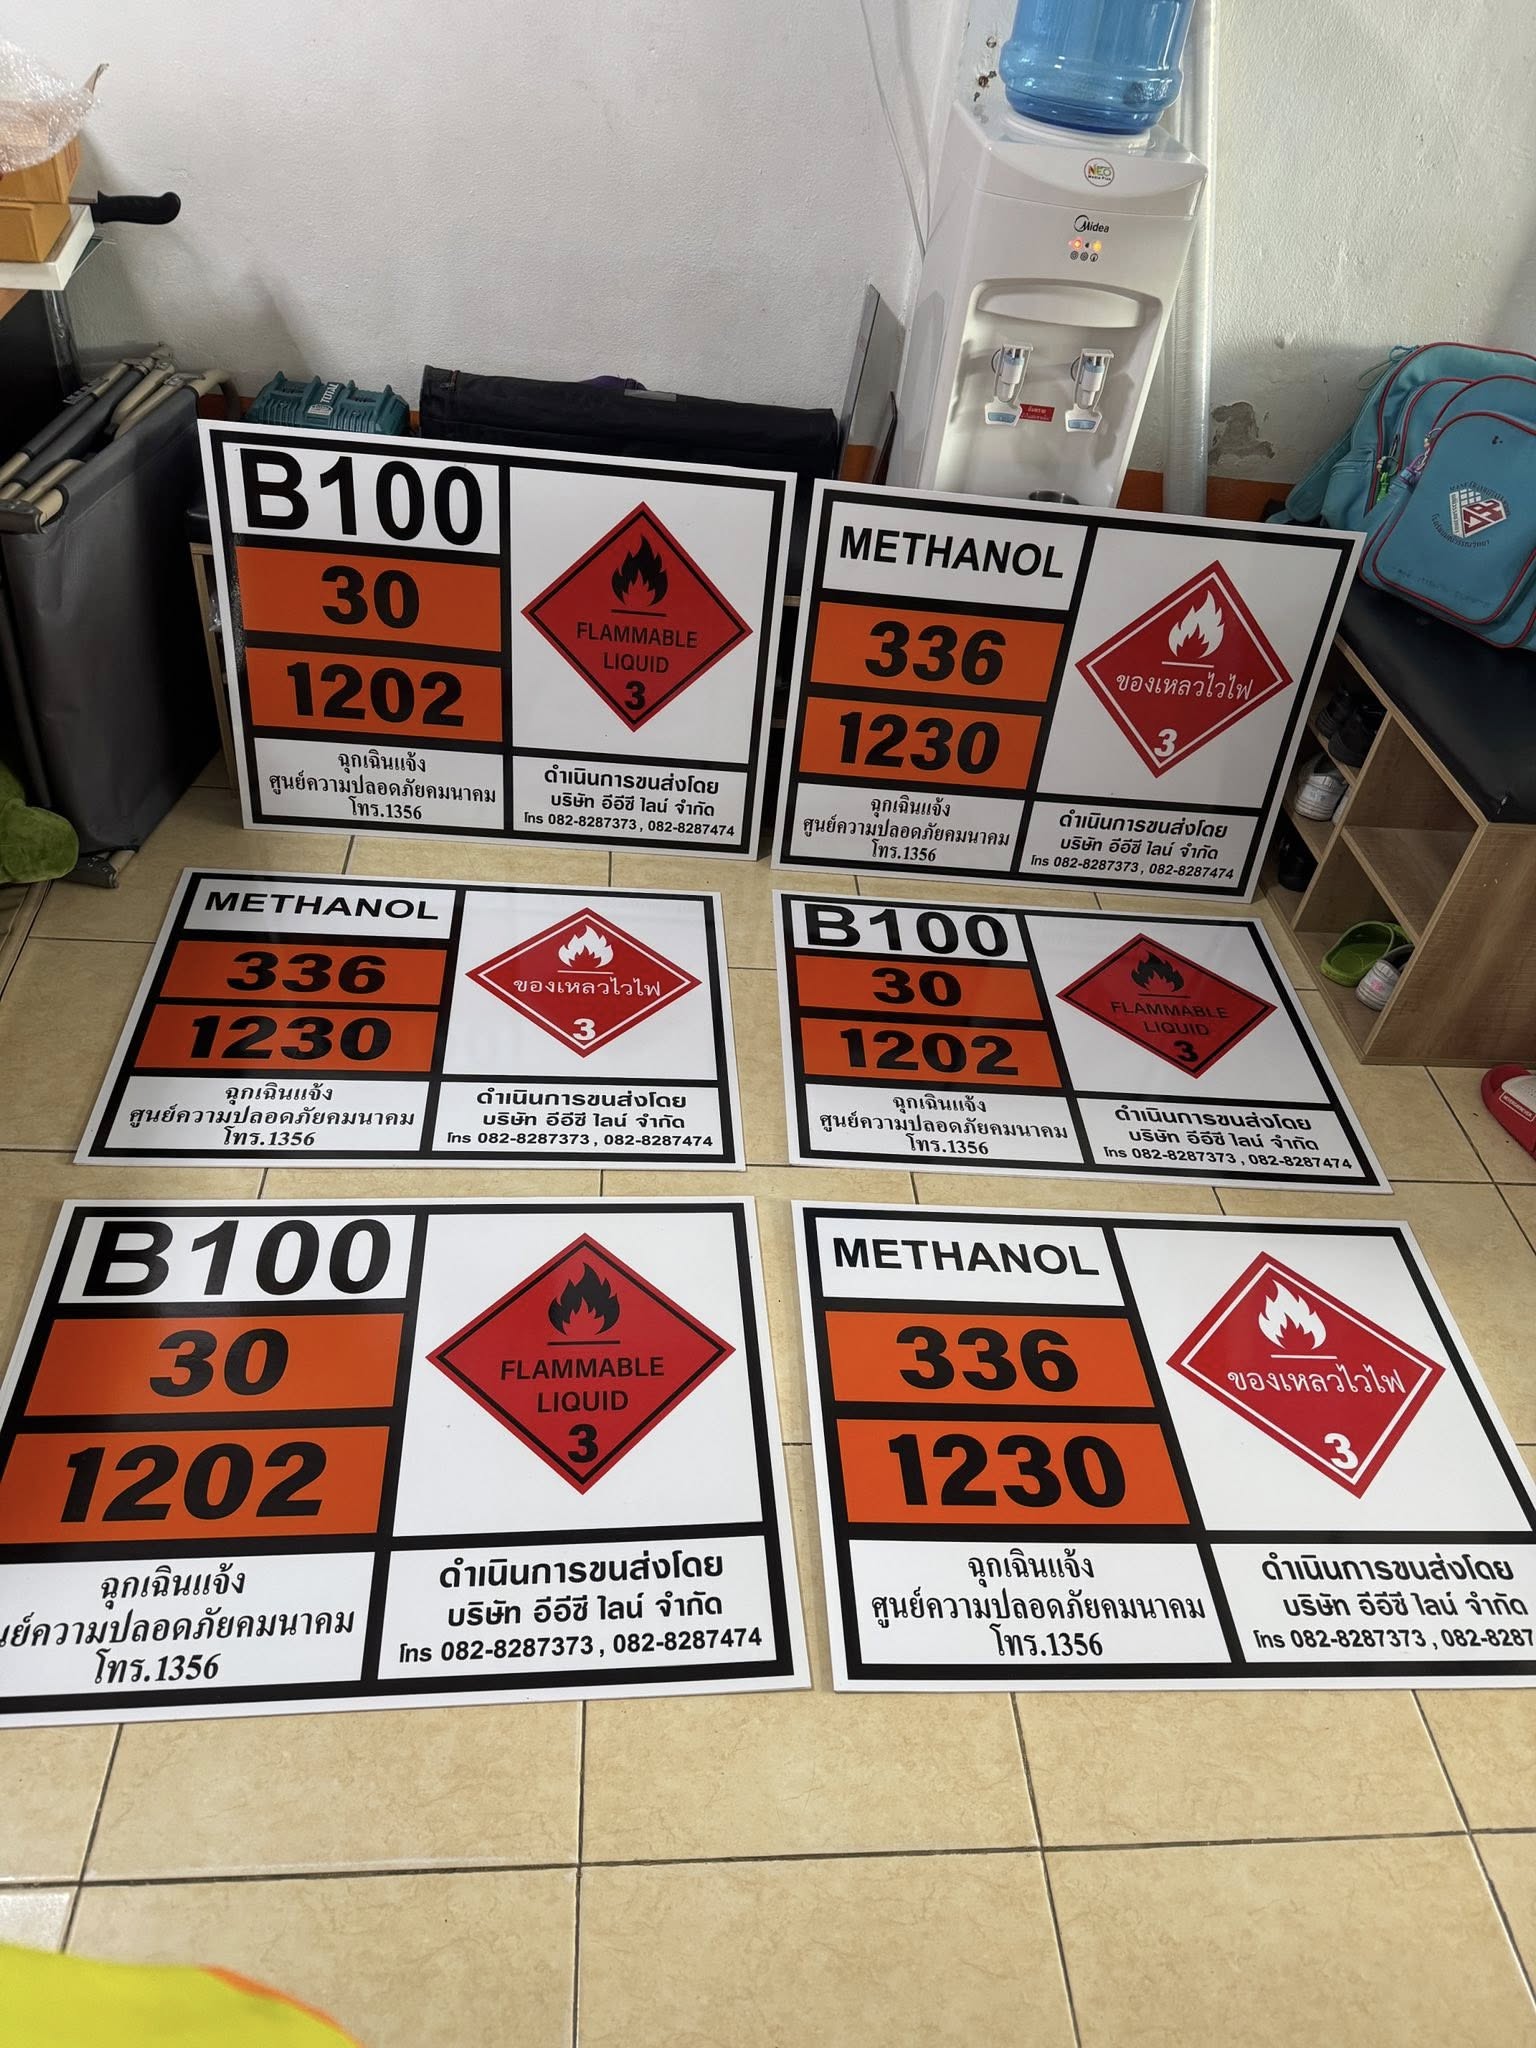 NEO
Midea
TOTAL
B100
30
1202
FLAMMABLE
LIQUID
3
ฉุกเฉินแจ้ง
ศูนย์ความปลอดภัยคมนาคม
โทร.1356
ดำเนินการขนส่งโดย
บริษัท อีอีซี ไลน์ จำกัด
โทร 082-8287373 , 082-8287474
METHANOL
336
1230
ของเหลวไวไฟ
3
ฉุกเฉินแจ้ง
ศูนย์ความปลอดภัยคมนาคม
โทร.1356
ดำเนินการขนส่งโดย
บริษัท อีอีซี ไลน์ จำกัด
โทร 082-8287373 , 082-8287474
METHANOL
336
1230
ของเหลวไวไฟ
3
ฉุกเฉินแจ้ง
ศูนย์ความปลอดภัยคมนาคม
โทร.1356
ดำเนินการขนส่งโดย
บริษัท อีอีซี ไลน์ จำกัด
โทร 082-8287373 , 082-8287474
B100
30
1202
FLAMMABLE
LIQUID
3
ฉุกเฉินแจ้ง
ศูนย์ความปลอดภัยคมนาคม
โทร.1356
ดำเนินการขนส่งโดย
บริษัท อีอีซี ไลน์ จำกัด
โทร 082-8287373 , 082-8287474
B100
30
1202
FLAMMABLE
LIQUID
3
ฉุกเฉินแจ้ง
นย์ความปลอดภัยคมนาคม
โทร.1356
ดำเนินการขนส่งโดย
บริษัท อีอีซี ไลน์ จำกัด
โทร 082-8287373 , 082-8287474
METHANOL
336
1230
ของเหลวไวไฟ
3
ฉุกเฉินแจ้ง
ศูนย์ความปลอดภัยคมนาคม
โทร.1356
ดำเนินการขนส่งโดย
บริษัท อีอีซี ไลน์ จำกัด
โทร 082-8287373 , 082-8287